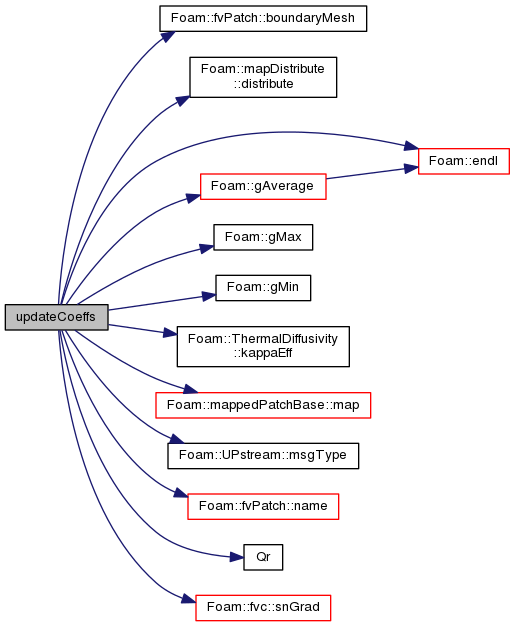 Foam::fvPatch::boundaryMesh
Foam::mapDistribute
::distribute
Foam::endl
Foam::gAverage
Foam::gMax
Foam::gMin
updateCoeffs
Foam::ThermalDiffusivity
::kappaEff
Foam::mappedPatchBase::map
Foam::UPstream::msgType
Foam::fvPatch::name
Qr
Foam::fvc::snGrad